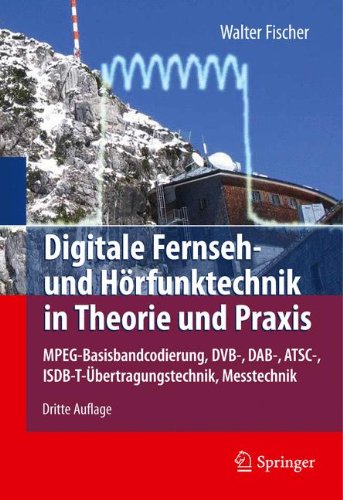 Walter Fischer
Digitale Fernseh-
und Hörfunktechnik
in Theorie und Praxis
MPEG-Basisbandcodierung, DVB-, DAB-, ATSC-,
ISDB-T-Übertragungstechnik, Messtechnik
Dritte Auflage
Springer